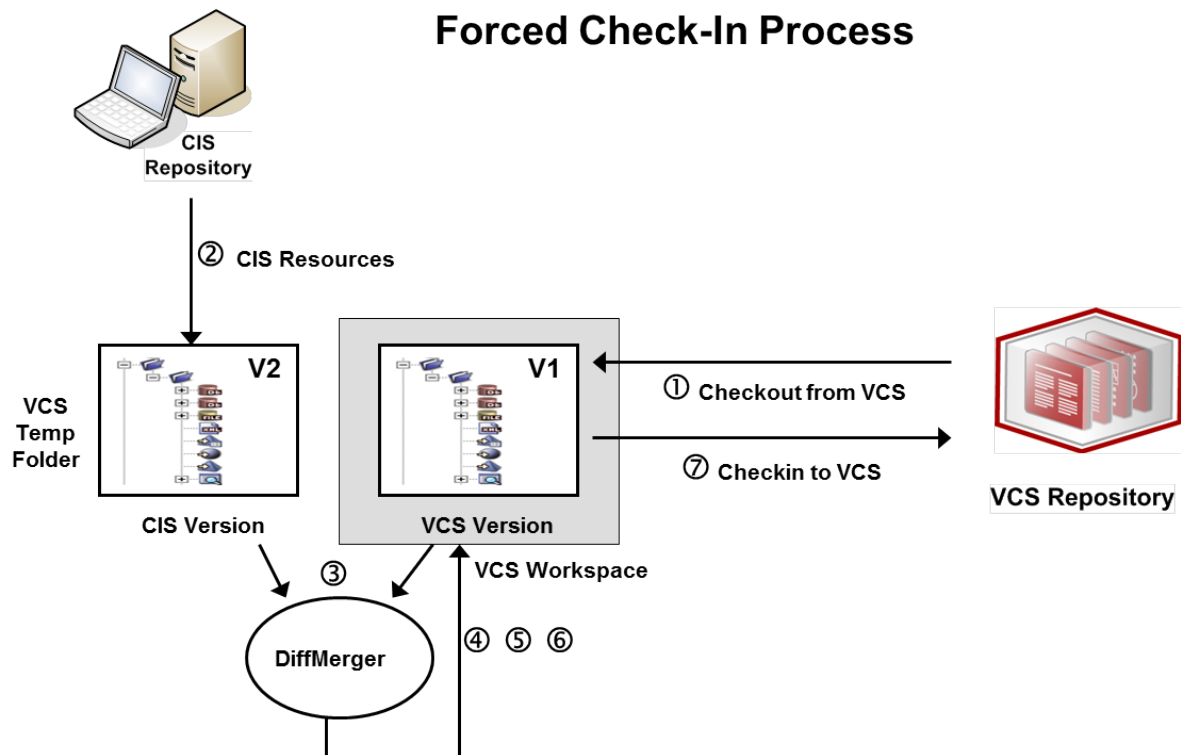 Forced Check-In Process
CIS
Repository
② CIS Resources
V2
V1
VCS
Temp
Folder
① Checkout from VCS
⑦ Checkin to VCS
VCS Repository
CIS Version
VCS Version
③
VCS Workspace
④ ⑤ ⑥
DiffMerger